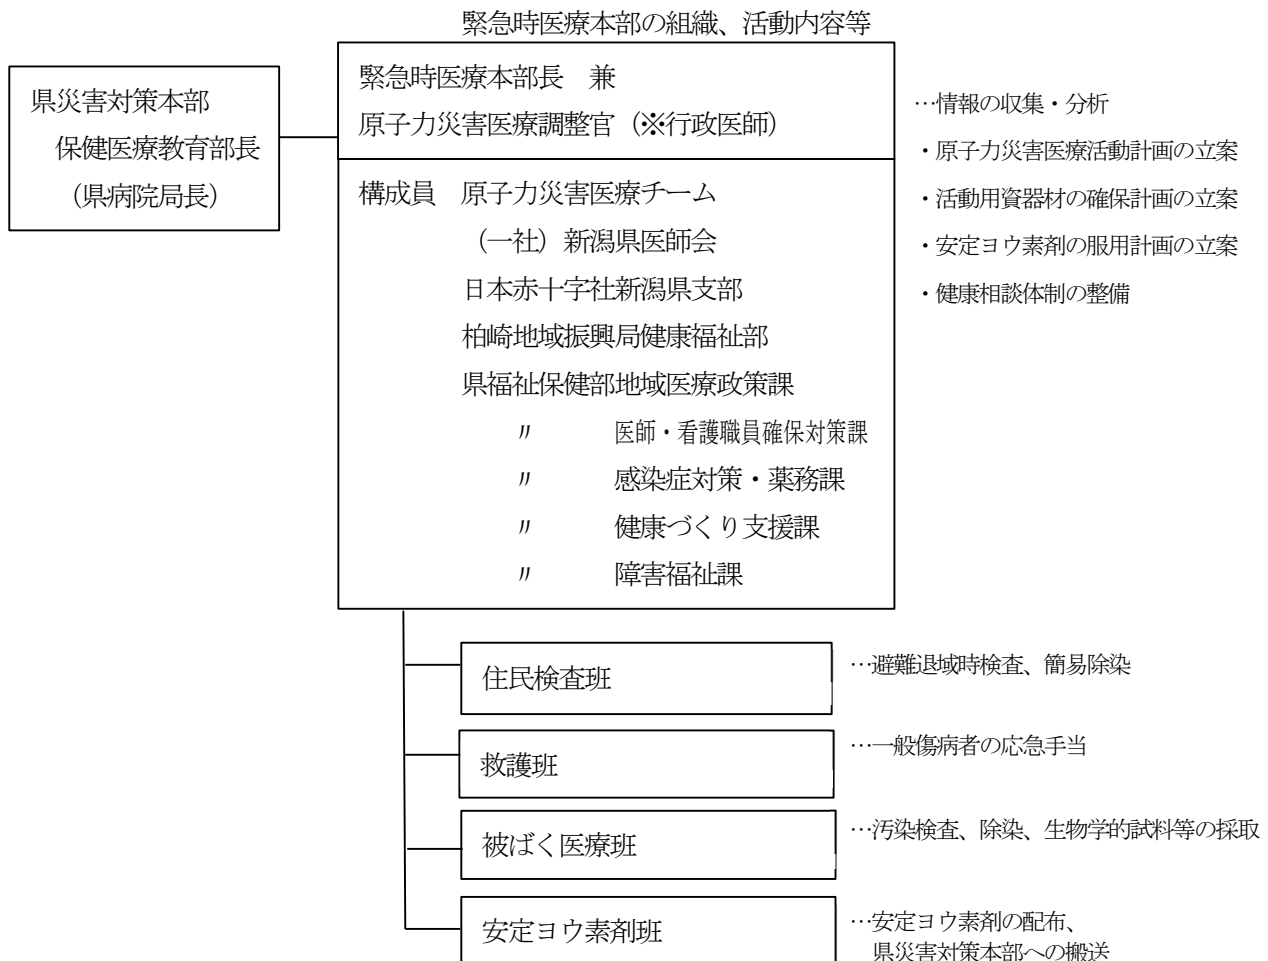 緊急時医療本部の組織、活動内容等
県災害対策本部
保健医療教育部長
（県病院局長）
緊急時医療本部長　兼
原子力災害医療調整官（※行政医師）
構成員　原子力災害医療チーム
（一社）新潟県医師会
日本赤十字社新潟県支部
柏崎地域振興局健康福祉部
県福祉保健部地域医療政策課
〃　医師・看護職員確保対策課
〃　感染症対策・薬務課
〃　健康づくり支援課
〃　障害福祉課
…情報の収集・分析
・原子力災害医療活動計画の立案
・活動用資器材の確保計画の立案
・安定ヨウ素剤の服用計画の立案
・健康相談体制の整備
住民検査班
…避難退域時検査、簡易除染
救護班
…一般傷病者の応急手当
被ばく医療班
…汚染検査、除染、生物学的試料等の採取
安定ヨウ素剤班
…安定ヨウ素剤の配布、
県災害対策本部への搬送